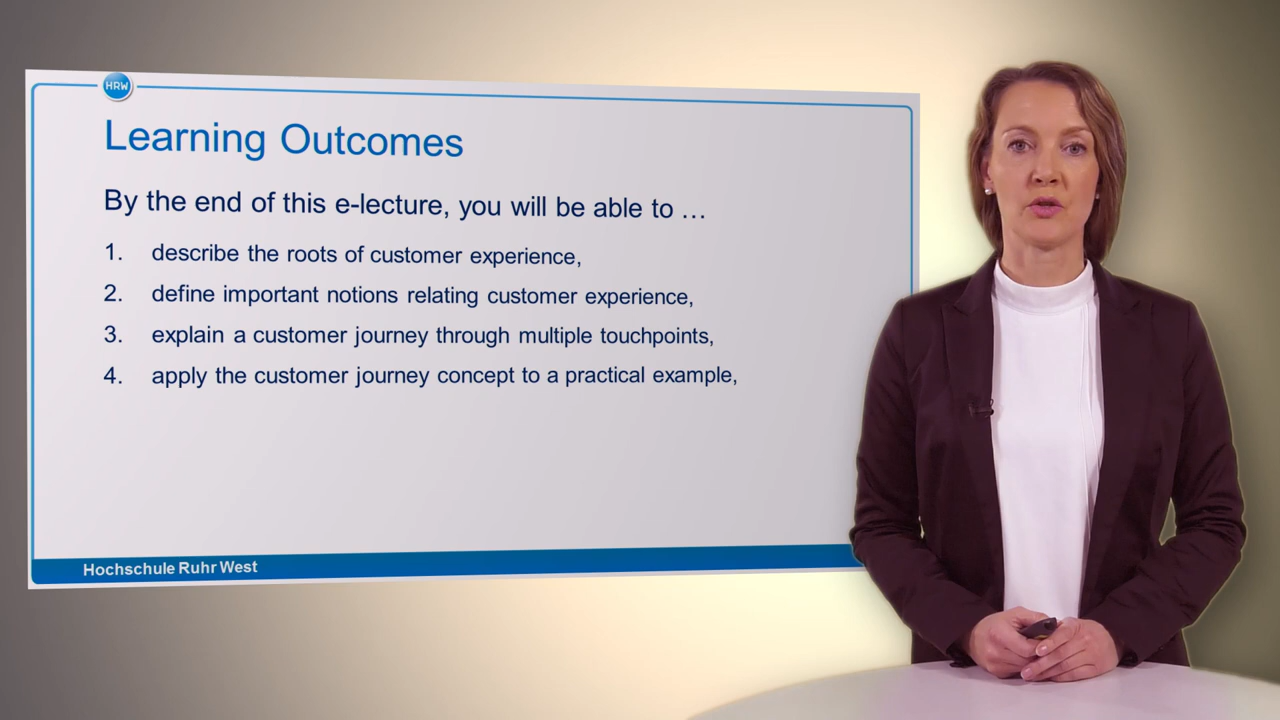 HRW
Learning Outcomes
By the end of this e-lecture, you will be able to …
1. describe the roots of customer experience,
2. define important notions relating customer experience,
3. explain a customer journey through multiple touchpoints,
4. apply the customer journey concept to a practical example,
Hochschule Ruhr West